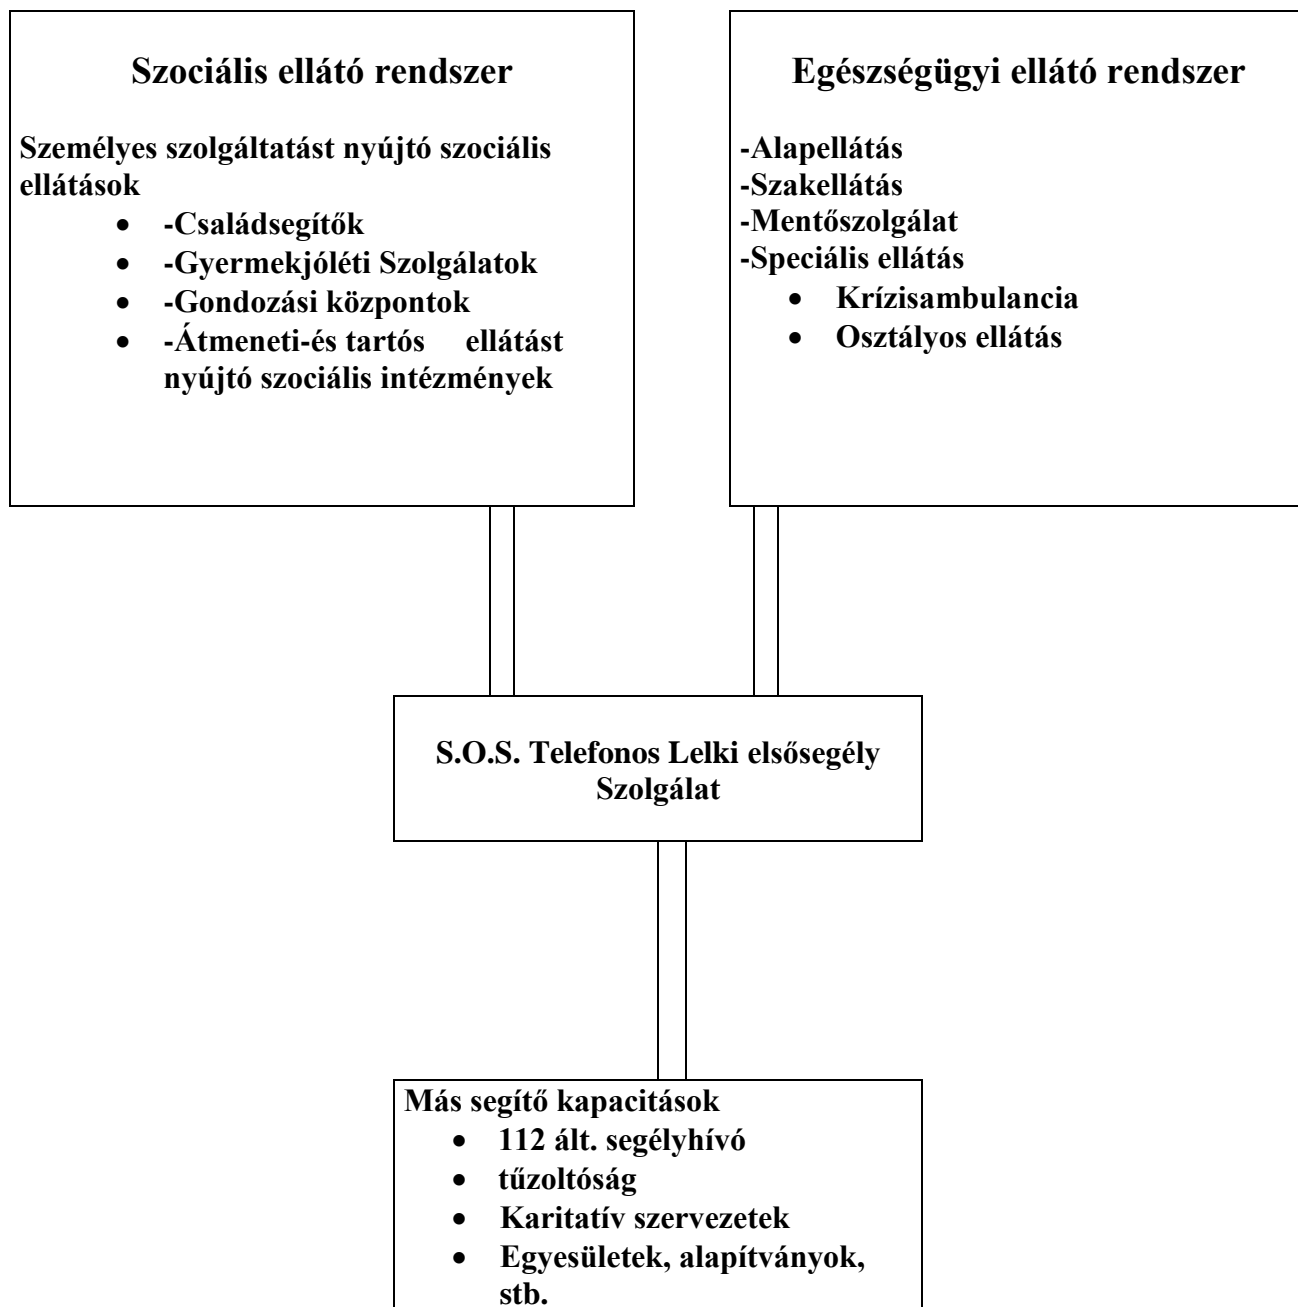 Szociális ellátó rendszer
Személyes szolgáltatást nyújtó szociális
ellátások
• -Családsegítők
• -Gyermekjóléti Szolgálatok
• -Gondozási központok
• -Átmeneti-és tartós ellátást
nyújtó szociális intézmények
Egészségügyi ellátó rendszer
-Alapellátás
-Szakellátás
-Mentőszolgálat
-Speciális ellátás
• Krízisambulancia
• Osztályos ellátás
S.O.S. Telefonos Lelki elsősegély
Szolgálat
Más segítő kapacitások
• 112 ált. segélyhívó
• tűzoltóság
• Karitatív szervezetek
• Egyesületek, alapítványok,
stb.